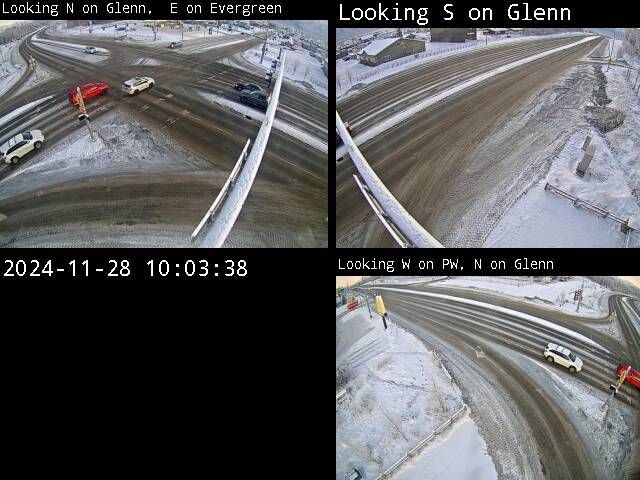 Looking N on Glenn, E on Evergreen
Looking S on Glenn
2024-11-28 10:03:38
Looking W on PW, N on Glenn